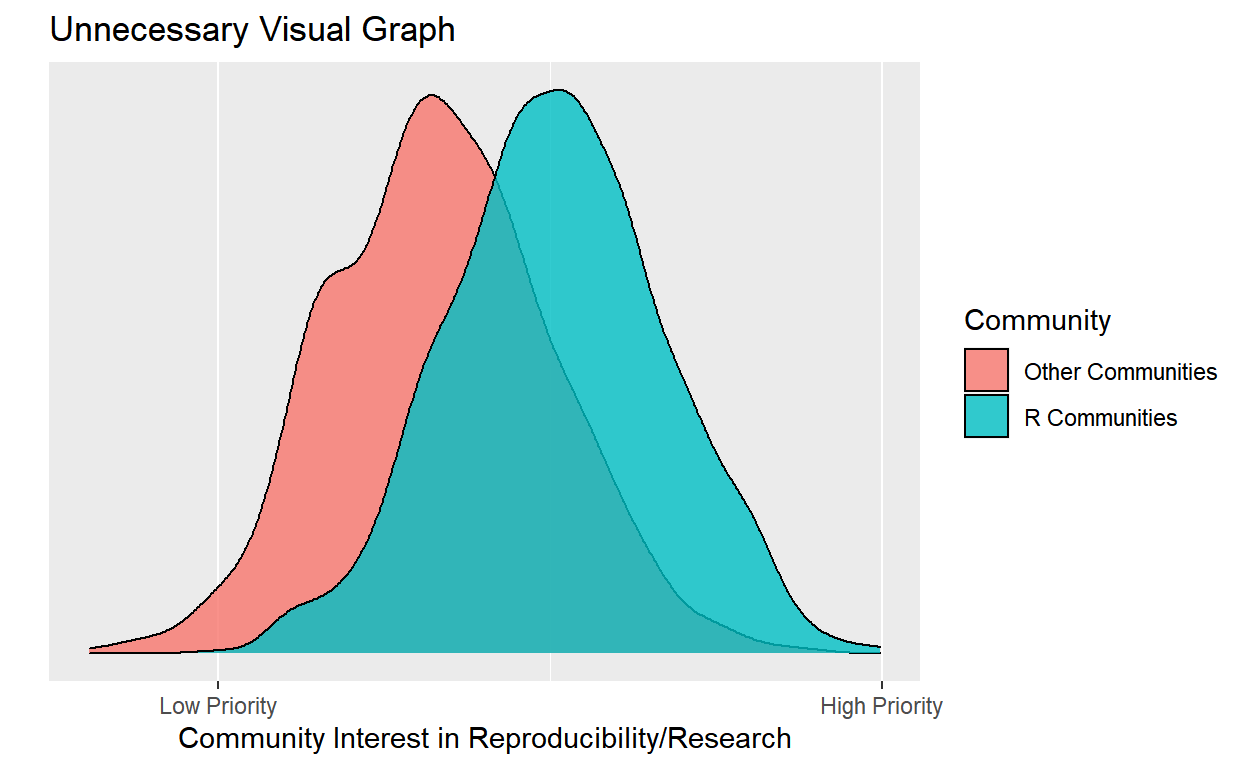 Unnecessary Visual Graph
Community
Other Communities
R Communities
Low Priority
High Priority
Community Interest in Reproducibility/Research